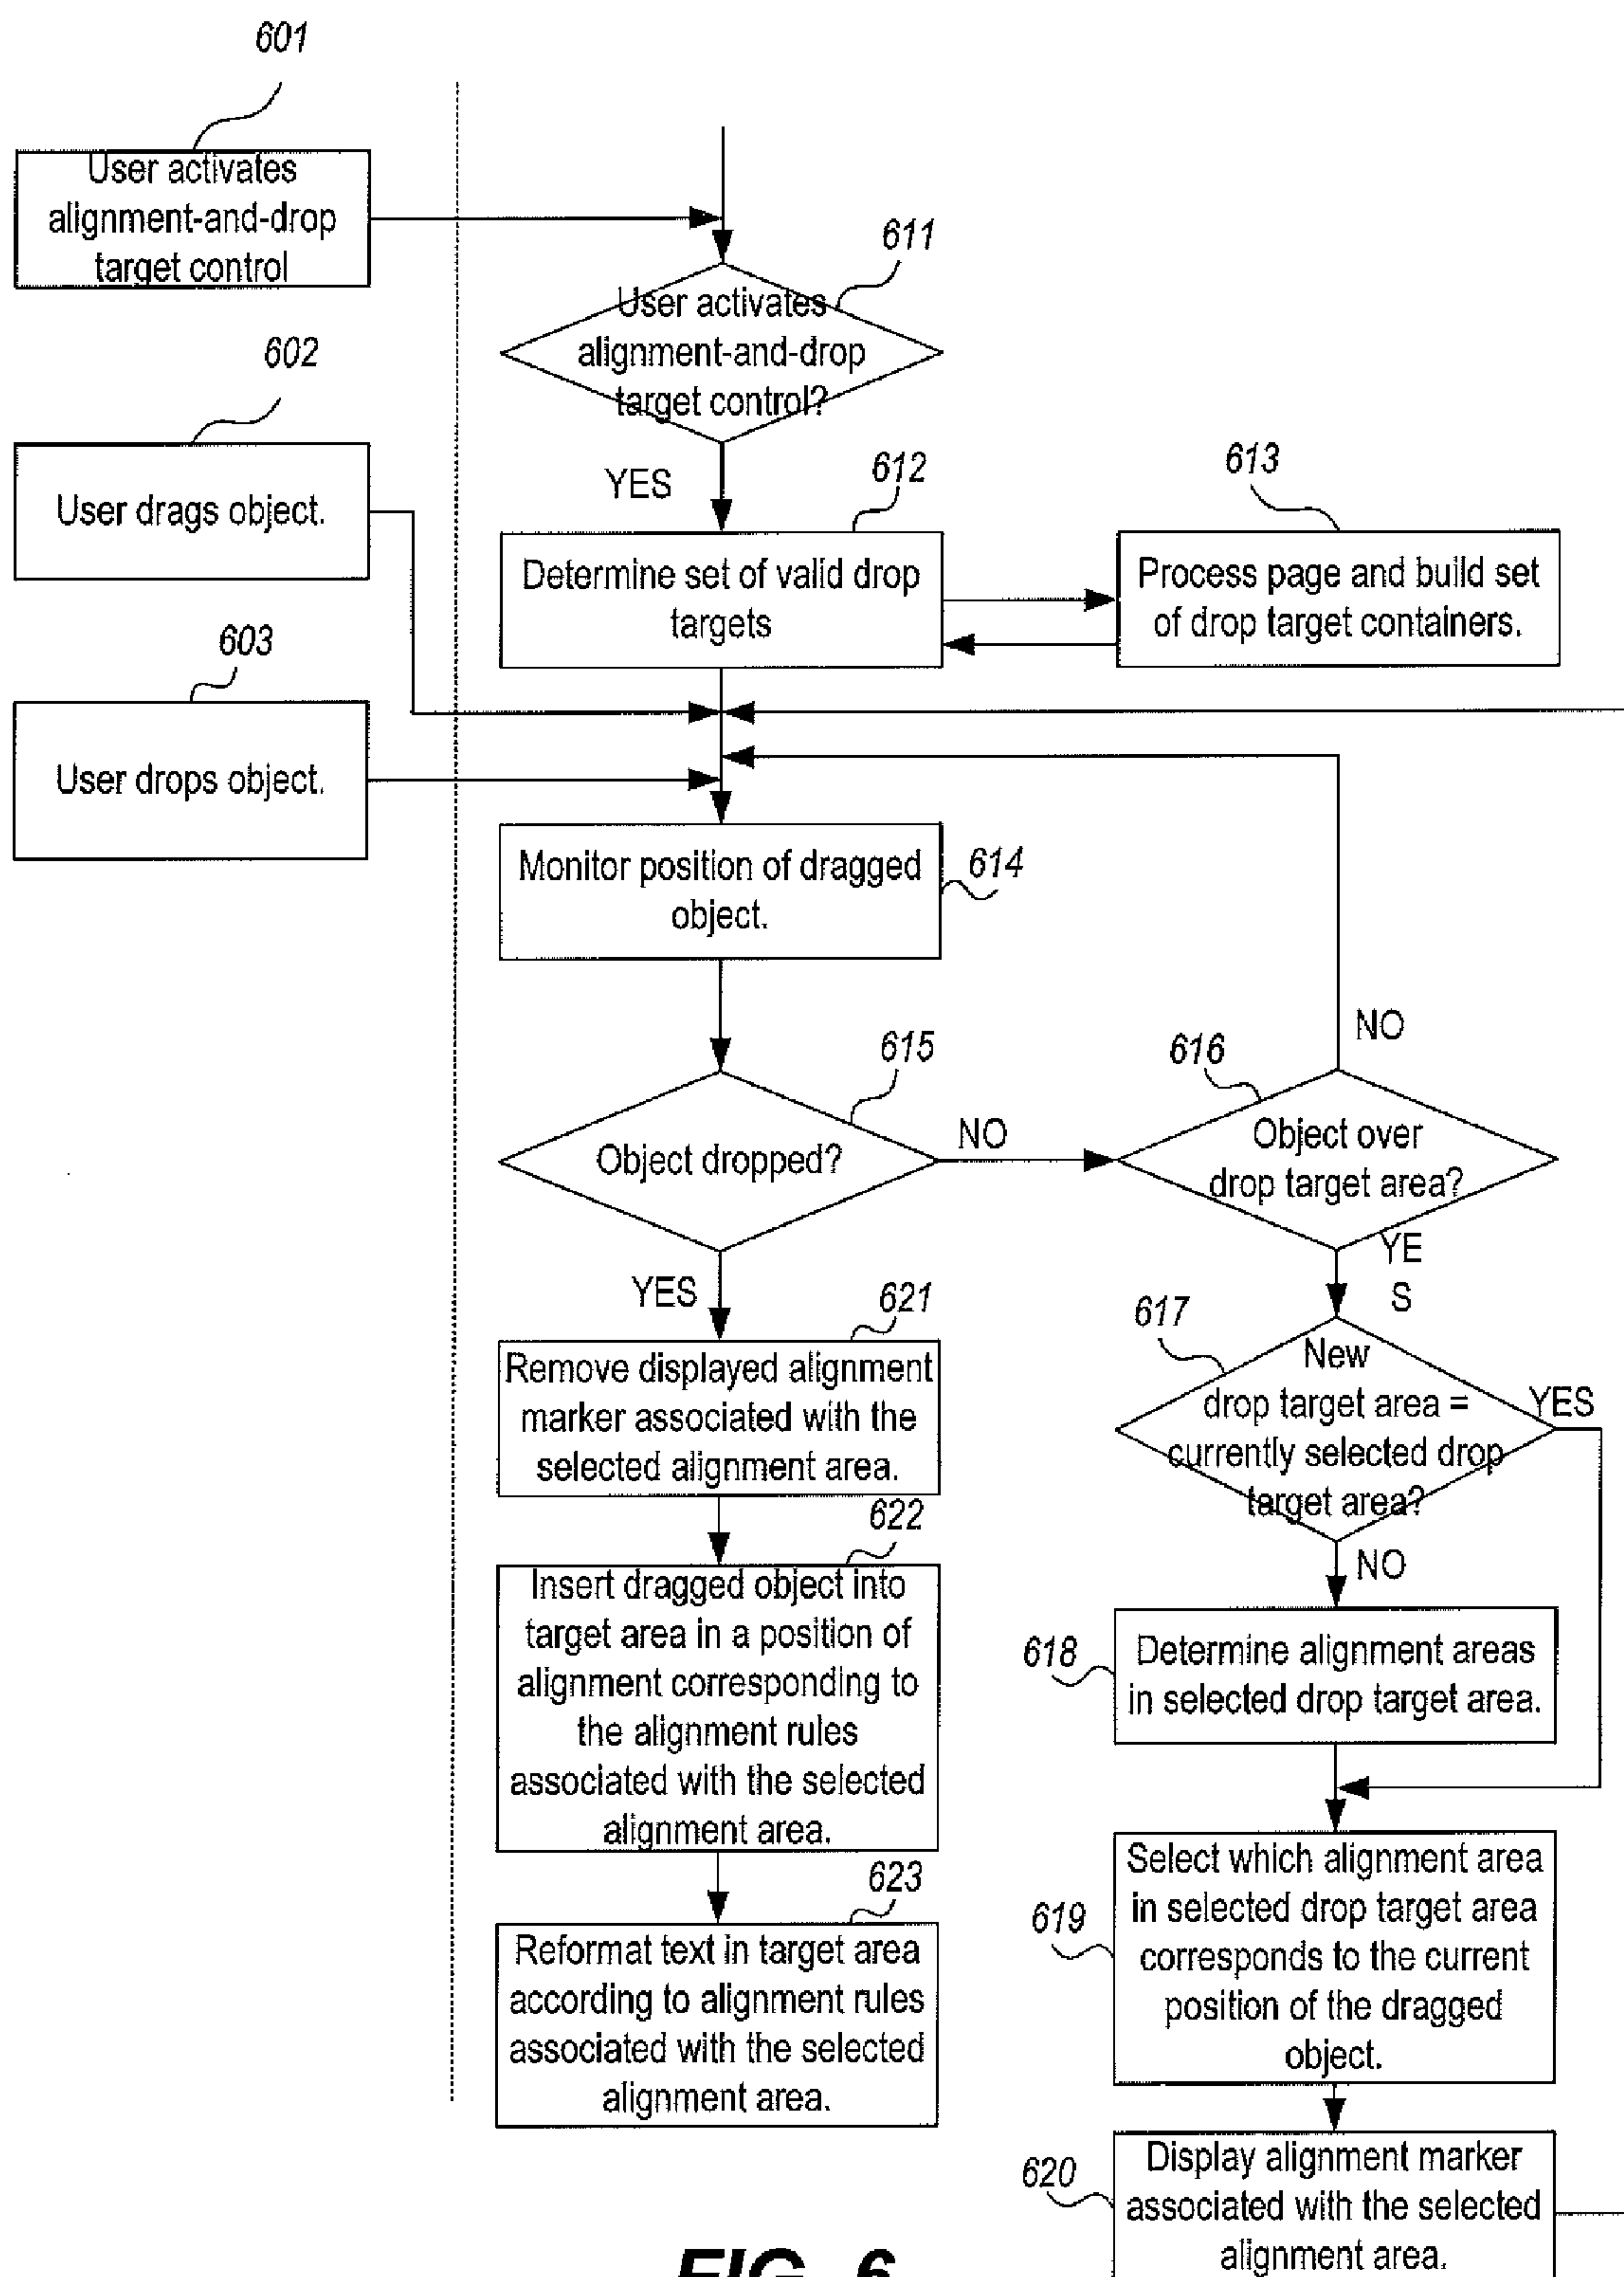 601
User activates
alignment-and-drop
target control
602
User drags object.
603
User drops object.
611
User activates
alignment-and-drop
target control?
YES
612
Determine set of valid drop
targets
613
Process page and build set
of drop target containers.
Monitor position of dragged
object.
614
615
Object dropped?
NO
616
Object over
drop target area?
NO
YE
S
617
New
drop target area =
currently selected drop
target area?
YES
NO
618
Determine alignment areas
in selected drop target area.
619
Select which alignment area
in selected drop target area
corresponds to the current
position of the dragged
object.
620
Display alignment marker
associated with the selected
alignment area.
YES
621
Remove displayed alignment
marker associated with the
selected alignment area.
622
Insert dragged object into
target area in a position of
alignment corresponding to
the alignment rules
associated with the selected
alignment area.
623
Reformat text in target area
according to alignment rules
associated with the selected
alignment area.
FIG. 6